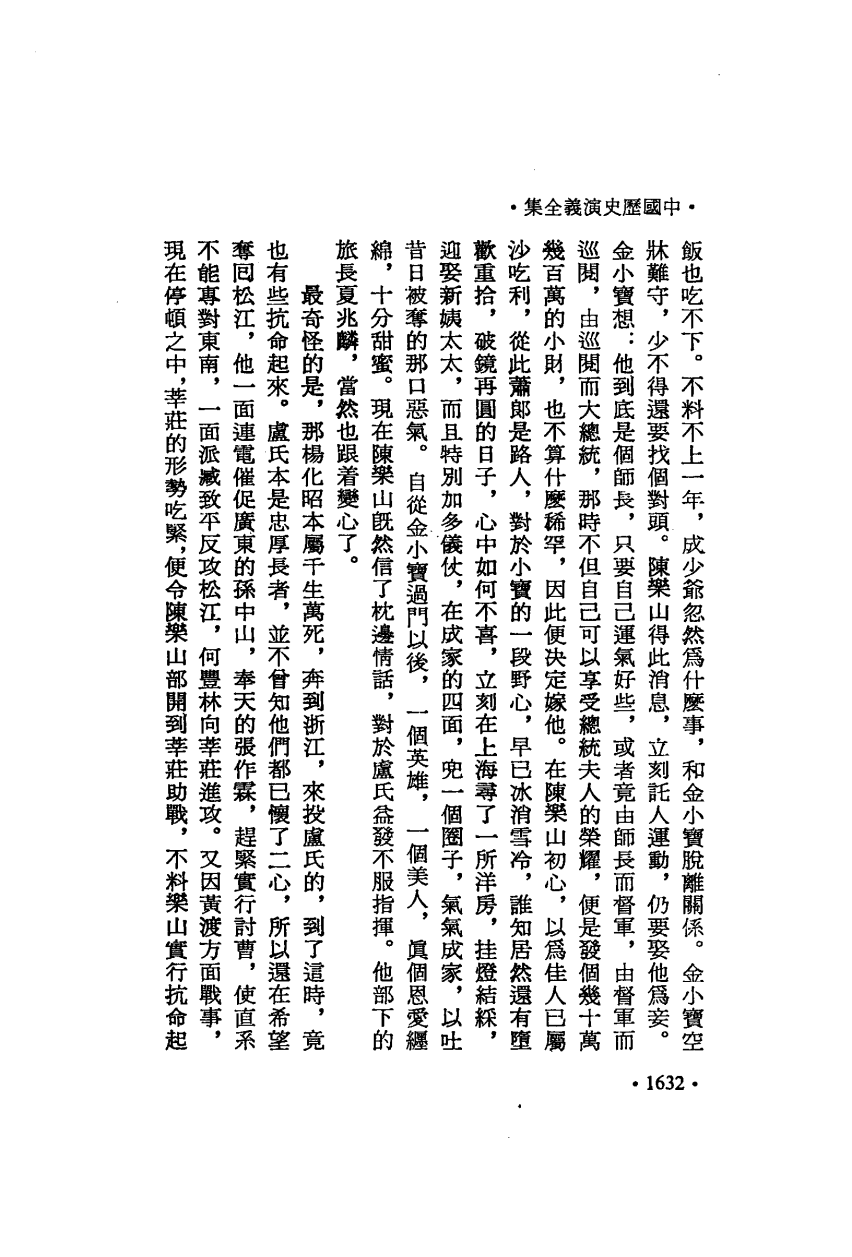 •中國歷史演義全集•
飯也吃不下。不料不上一年，成少爺忽然爲什麼事，和金小寶脫離關係。金小寶空
牀難守，少不得還要找個對頭。陳樂山得此消息，立刻託人運動，仍要娶他爲妾。
金小寶想：他到底是個師長，只要自己運氣好些，或者竟由師長而督軍，由督軍而
巡閱，由巡閱而大總統，那時不但自己可以享受總統夫人的榮耀，便是發個幾十萬
幾百萬的小財，也不算什麼稀罕，因此便決定嫁他。在陳樂山初心，以爲佳人已屬
沙吒利，從此蕭郎是路人，對於小寶的一段野心，早已冰消雪冷，誰知居然還有墮
歡重拾，破鏡再圓的日子，心中如何不喜，立刻在上海尋了一所洋房，挂燈結綵，
迎娶新姨太太，而且特別加多儀仗，在成家的四面，兜一個圈子，氣氣成家，以吐
昔日被奪的那口惡氣。自從金小寶過門以後，一個英雄，一個美人，眞個恩愛纏
綿，十分甜蜜。現在陳樂山旣然信了枕邊情話，對於盧氏益發不服指揮。他部下的
旅長夏兆麟，當然也跟着變心了。
最奇怪的是，那楊化昭本屬千生萬死，奔到浙江，來投盧氏的，到了這時，竟
也有些抗命起來。盧氏本是忠厚長者，並不曾知他們都已懷了二心，所以還在希望
奪囘松江，他一面連電催促廣東的孫中山，奉天的張作霖，趕緊實行討曹，使直系
不能專對東南，一面派臧致平反攻松江，何豐林向莘莊進攻。又因黃渡方面戰事，
現在停頓之中，莘莊的形勢吃緊，便令陳樂山部開到莘莊助戰，不料樂山實行抗命起
•1632•